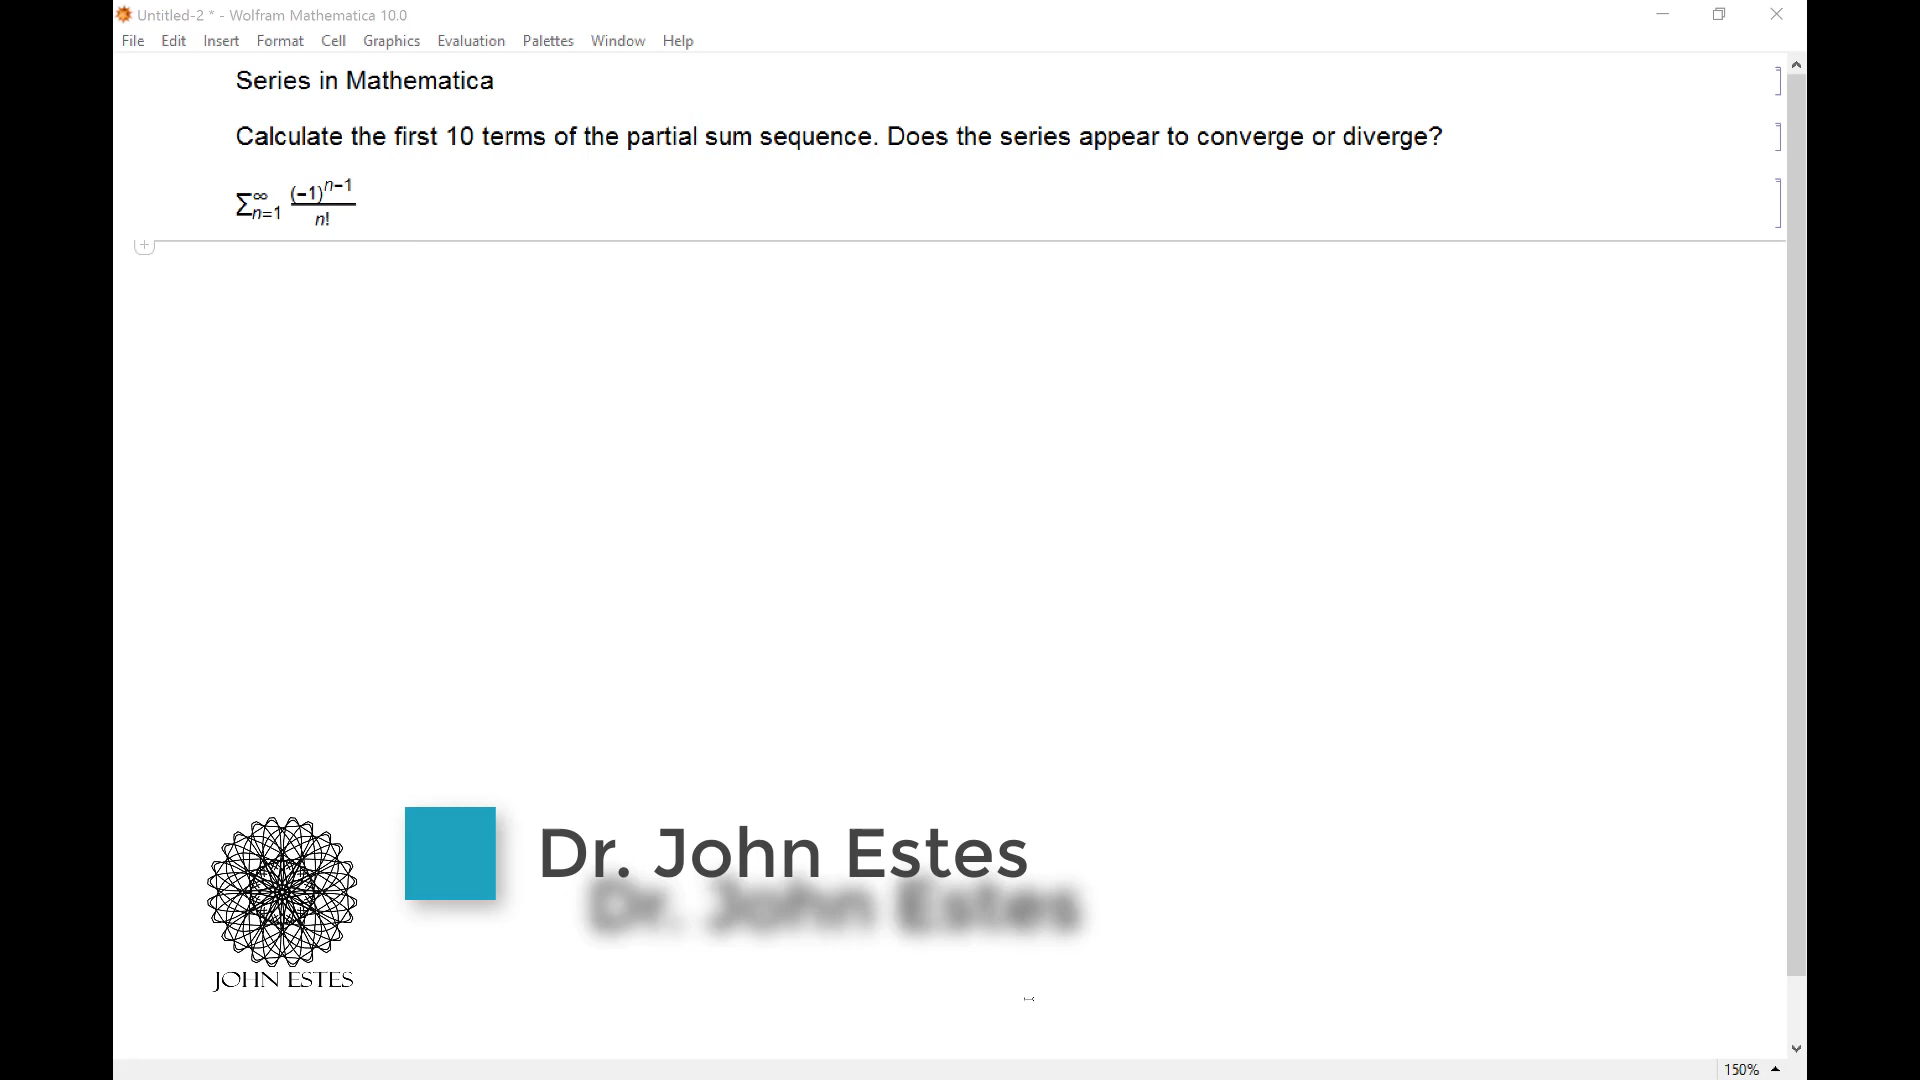 Untitled-2 * - Wolfram Mathematica 10.0
File Edit Insert Format Cell Graphics Evaluation Palettes Window Help
Series in Mathematica
Calculate the first 10 terms of the partial sum sequence. Does the series appear to converge or diverge?
∑_{n=1}^{∞} (-1)^{n-1} / n!
Dr. John Estes
JOHN ESTES
150%